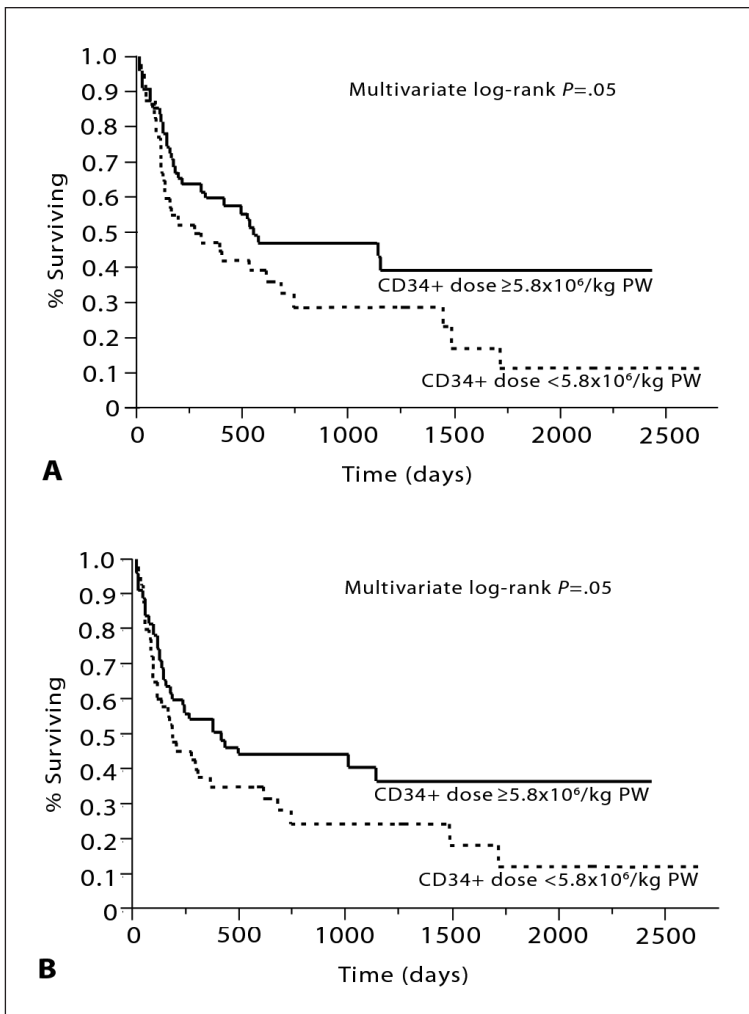 1.0
0.9
0.8
0.7
0.6
0.5
0.4
0.3
0.2
0.1
0
% Surviving
Multivariate log-rank P=.05
CD34+ dose ≥5.8x10⁶/kg PW
CD34+ dose <5.8x10⁶/kg PW
0 500 1000 1500 2000 2500
Time (days)
A
1.0
0.9
0.8
0.7
0.6
0.5
0.4
0.3
0.2
0.1
0
% Surviving
Multivariate log-rank P=.05
CD34+ dose ≥5.8x10⁶/kg PW
CD34+ dose <5.8x10⁶/kg PW
0 500 1000 1500 2000 2500
Time (days)
B